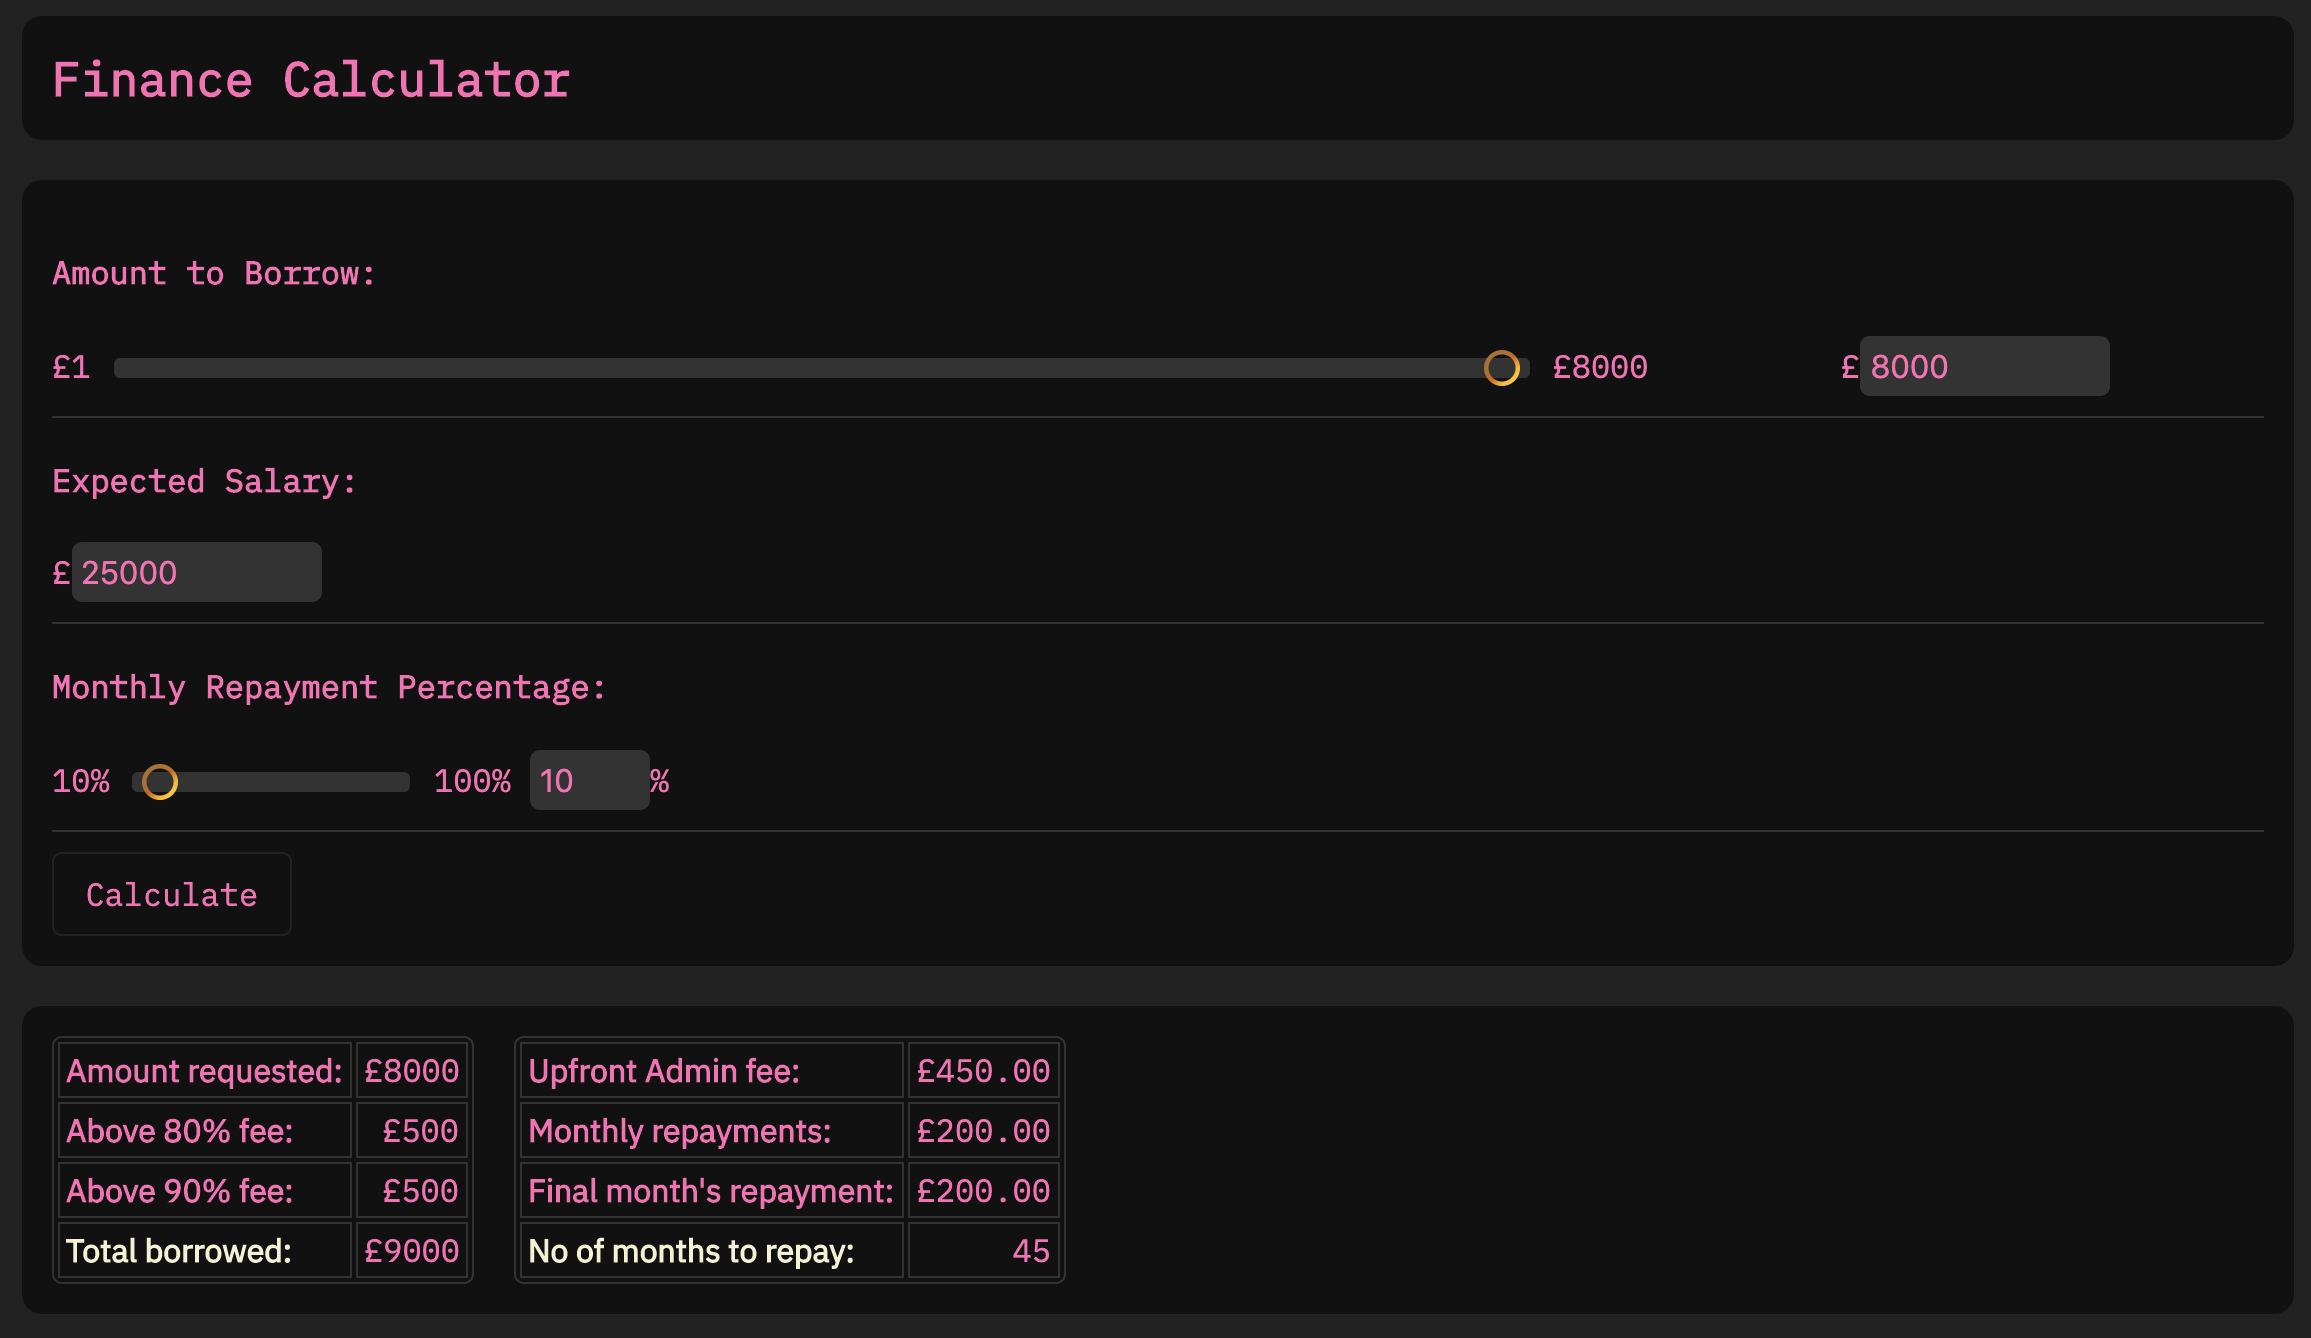 Finance Calculator
Amount to Borrow:
£1 £8000 £8000
Expected Salary:
£25000
Monthly Repayment Percentage:
10% 100% 10%
Calculate
Amount requested: £8000
Above 80% fee: £500
Above 90% fee: £500
Total borrowed: £9000
Upfront Admin fee: £450.00
Monthly repayments: £200.00
Final month's repayment: £200.00
No of months to repay: 45